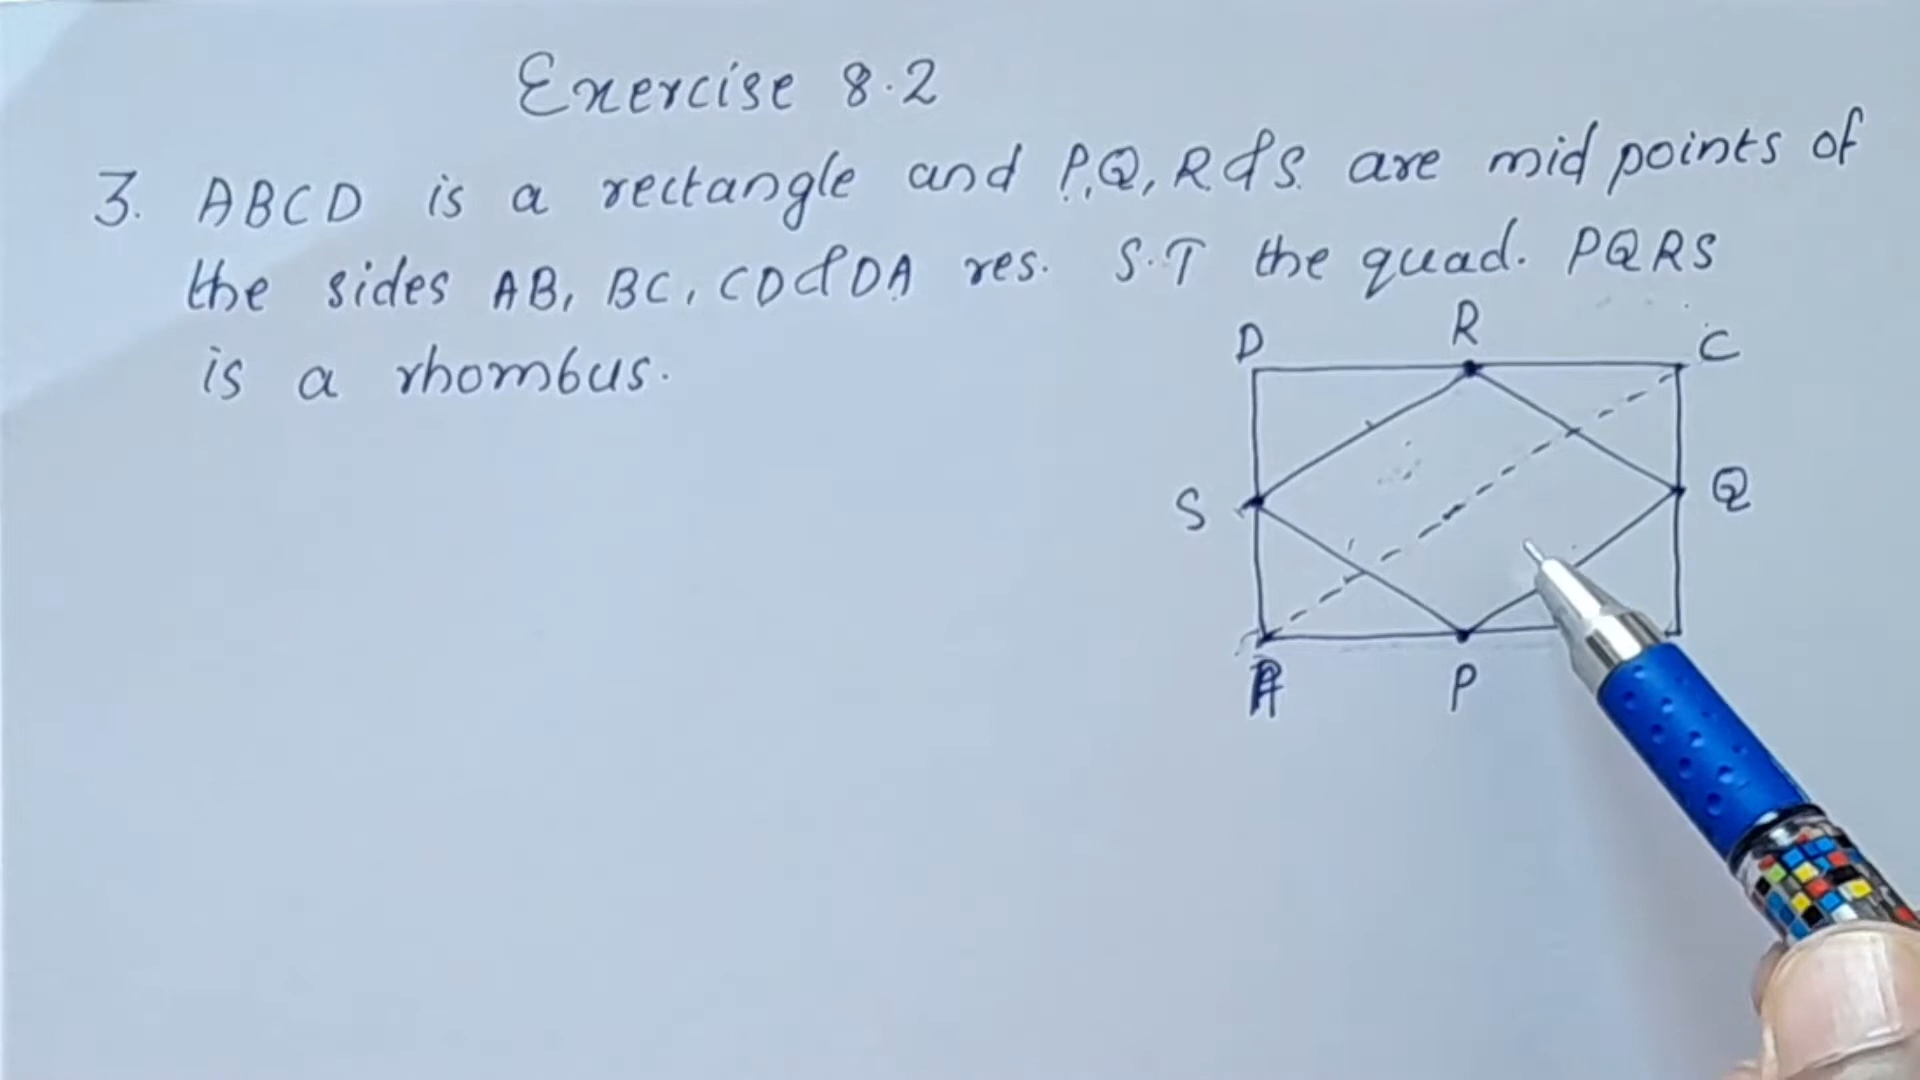 Exercise 8.2
3. ABCD is a rectangle and P,Q, R & S. are mid points of
the sides AB, BC, CD & DA res. S.T the quad. PQRS
is a rhombus.
D R C
S Q
A P